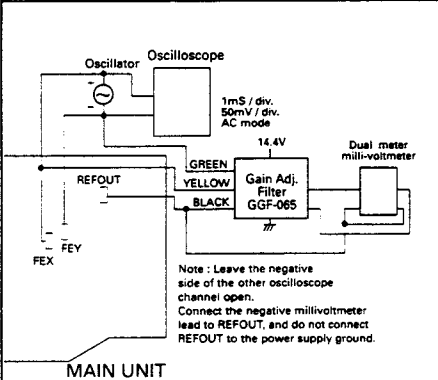 Oscillator
Oscilloscope
1mS / div.
50mV / div.
AC mode
14.4V
Dual meter
milli-voltmeter
GREEN
YELLOW
BLACK
Gain Adj.
Filter
GGF-065
REFOUT
FEY
FEX
Note : Leave the negative
side of the other oscilloscope
channel open.
Connect the negative millivoltmeter
lead to REFOUT, and do not connect
REFOUT to the power supply ground.
MAIN UNIT